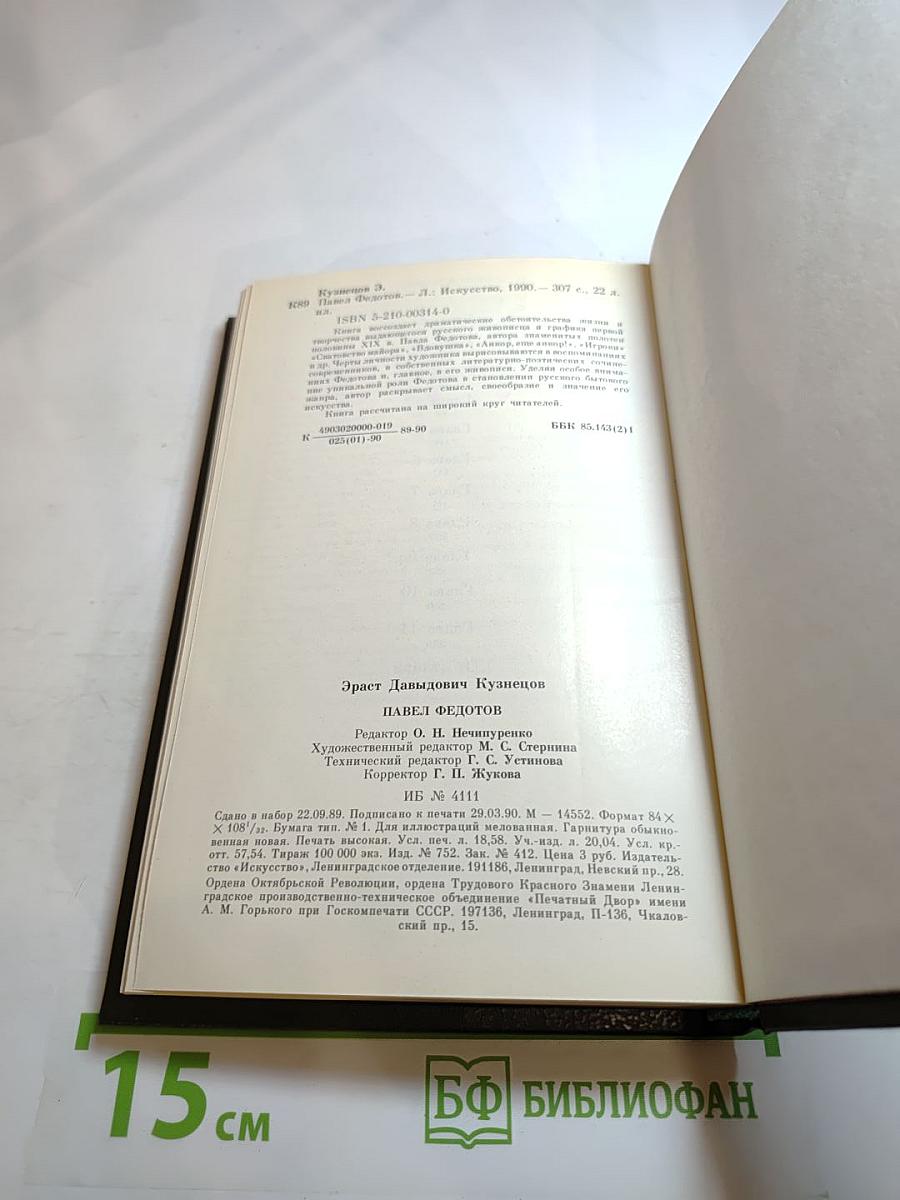 Кузнецов Э.
К89 Павел Федотов.— Л.: Искусство, 1990.— 307 с., 22 л.
ил.
ISBN 5-210-00314-0
Книга воссоздает драматические обстоятельства жизни и
творчества выдающегося русского живописца и графика первой
половины XIX в. Павла Федотова, автора знаменитых полотен
«Сватовство майора», «Вдовушка», «Анкор, еще анкор!», «Игроки»
и др. Черты личности художника вырисовываются в воспоминаниях
современников, в собственных литературно-поэтических сочине-
ниях Федотова и, главное, в его живописи. Уделяя особое внима-
ние уникальной роли Федотова в становлении русского бытового
жанра, автор раскрывает смысл, своеобразие и значение его
искусства.
Книга рассчитана на широкий круг читателей.
К 4903020000-019 / 025(01)-90 89-90 ББК 85.143(2)1
Эраст Давыдович Кузнецов
ПАВЕЛ ФЕДОТОВ
Редактор О. Н. Нечипуренко
Художественный редактор М. С. Стернина
Технический редактор Г. С. Устинова
Корректор Г. П. Жукова
ИБ № 4111
Сдано в набор 22.09.89. Подписано к печати 29.03.90. М — 14552. Формат 84×
×108¹/₃₂. Бумага тип. № 1. Для иллюстраций мелованная. Гарнитура обыкно-
венная новая. Печать высокая. Усл. печ. л. 18,58. Уч.-изд. л. 20,04. Усл. кр.-
отт. 57,54. Тираж 100 000 экз. Изд. № 752. Зак. № 412. Цена 3 руб. Издатель-
ство «Искусство», Ленинградское отделение. 191186, Ленинград, Невский пр., 28.
Ордена Октябрьской Революции, ордена Трудового Красного Знамени Ленин-
градское производственно-техническое объединение «Печатный Двор» имени
А. М. Горького при Госкомпечати СССР. 197136, Ленинград, П-136, Чкалов-
ский пр., 15.
15 см
БФ БИБЛИОФАН